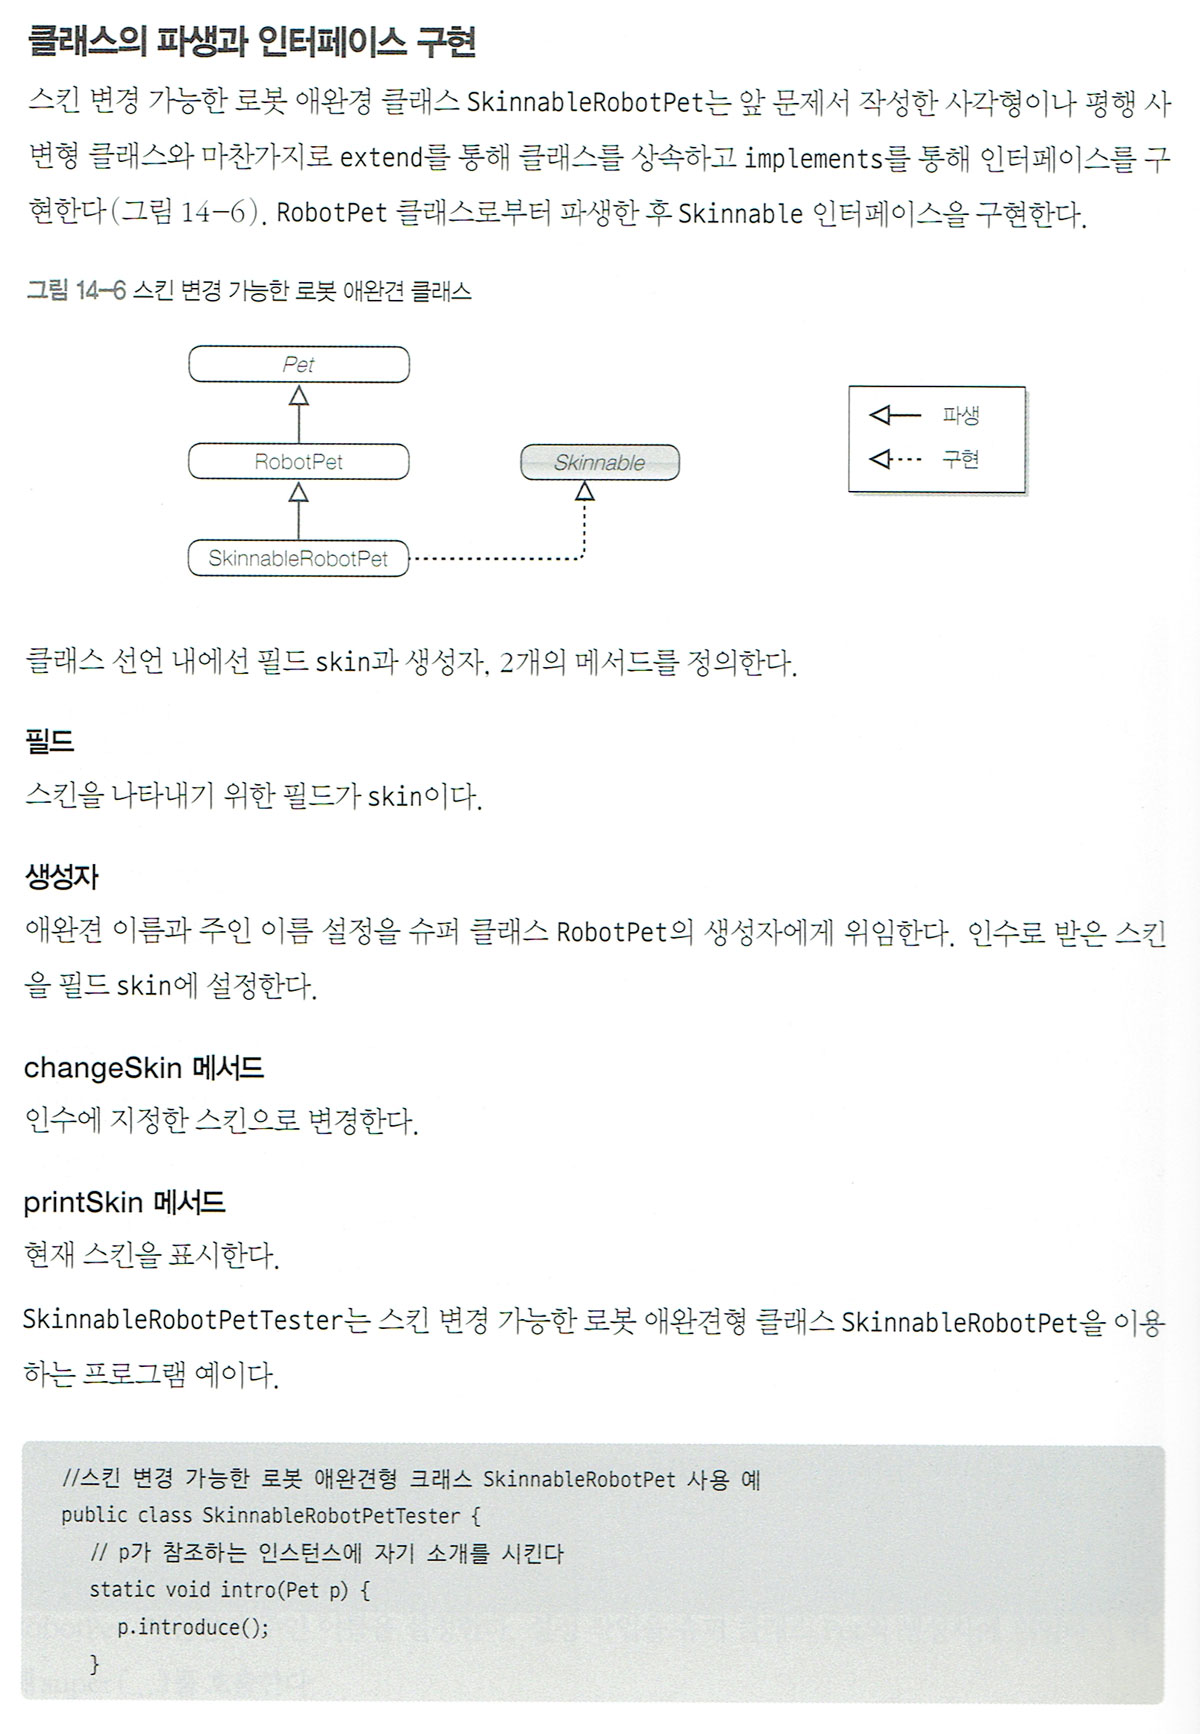 클래스의 파생과 인터페이스 구현
스킨 변경 가능한 로봇 애완경 클래스 SkinnableRobotPet는 앞 문제서 작성한 사각형이나 평행 사
변형 클래스와 마찬가지로 extend를 통해 클래스를 상속하고 implements를 통해 인터페이스를 구
현한다(그림 14-6). RobotPet 클래스로부터 파생한 후 Skinnable 인터페이스을 구현한다.
그림 14-6 스킨 변경 가능한 로봇 애완견 클래스
Pet
파생
RobotPet
Skinnable
구현
SkinnableRobotPet
클래스 선언 내에선 필드 skin과 생성자, 2개의 메서드를 정의한다.
필드
스킨을 나타내기 위한 필드가 skin이다.
생성자
애완견 이름과 주인 이름 설정을 슈퍼 클래스 RobotPet의 생성자에게 위임한다. 인수로 받은 스킨
을 필드 skin에 설정한다.
changeSkin 메서드
인수에 지정한 스킨으로 변경한다.
printSkin 메서드
현재 스킨을 표시한다.
SkinnableRobotPetTester는 스킨 변경 가능한 로봇 애완견형 클래스 SkinnableRobotPet을 이용
하는 프로그램 예이다.
//스킨 변경 가능한 로봇 애완견형 크래스 SkinnableRobotPet 사용 예
public class SkinnableRobotPetTester {
// p가 참조하는 인스턴스에 자기 소개를 시킨다
static void intro(Pet p) {
p.introduce();
}